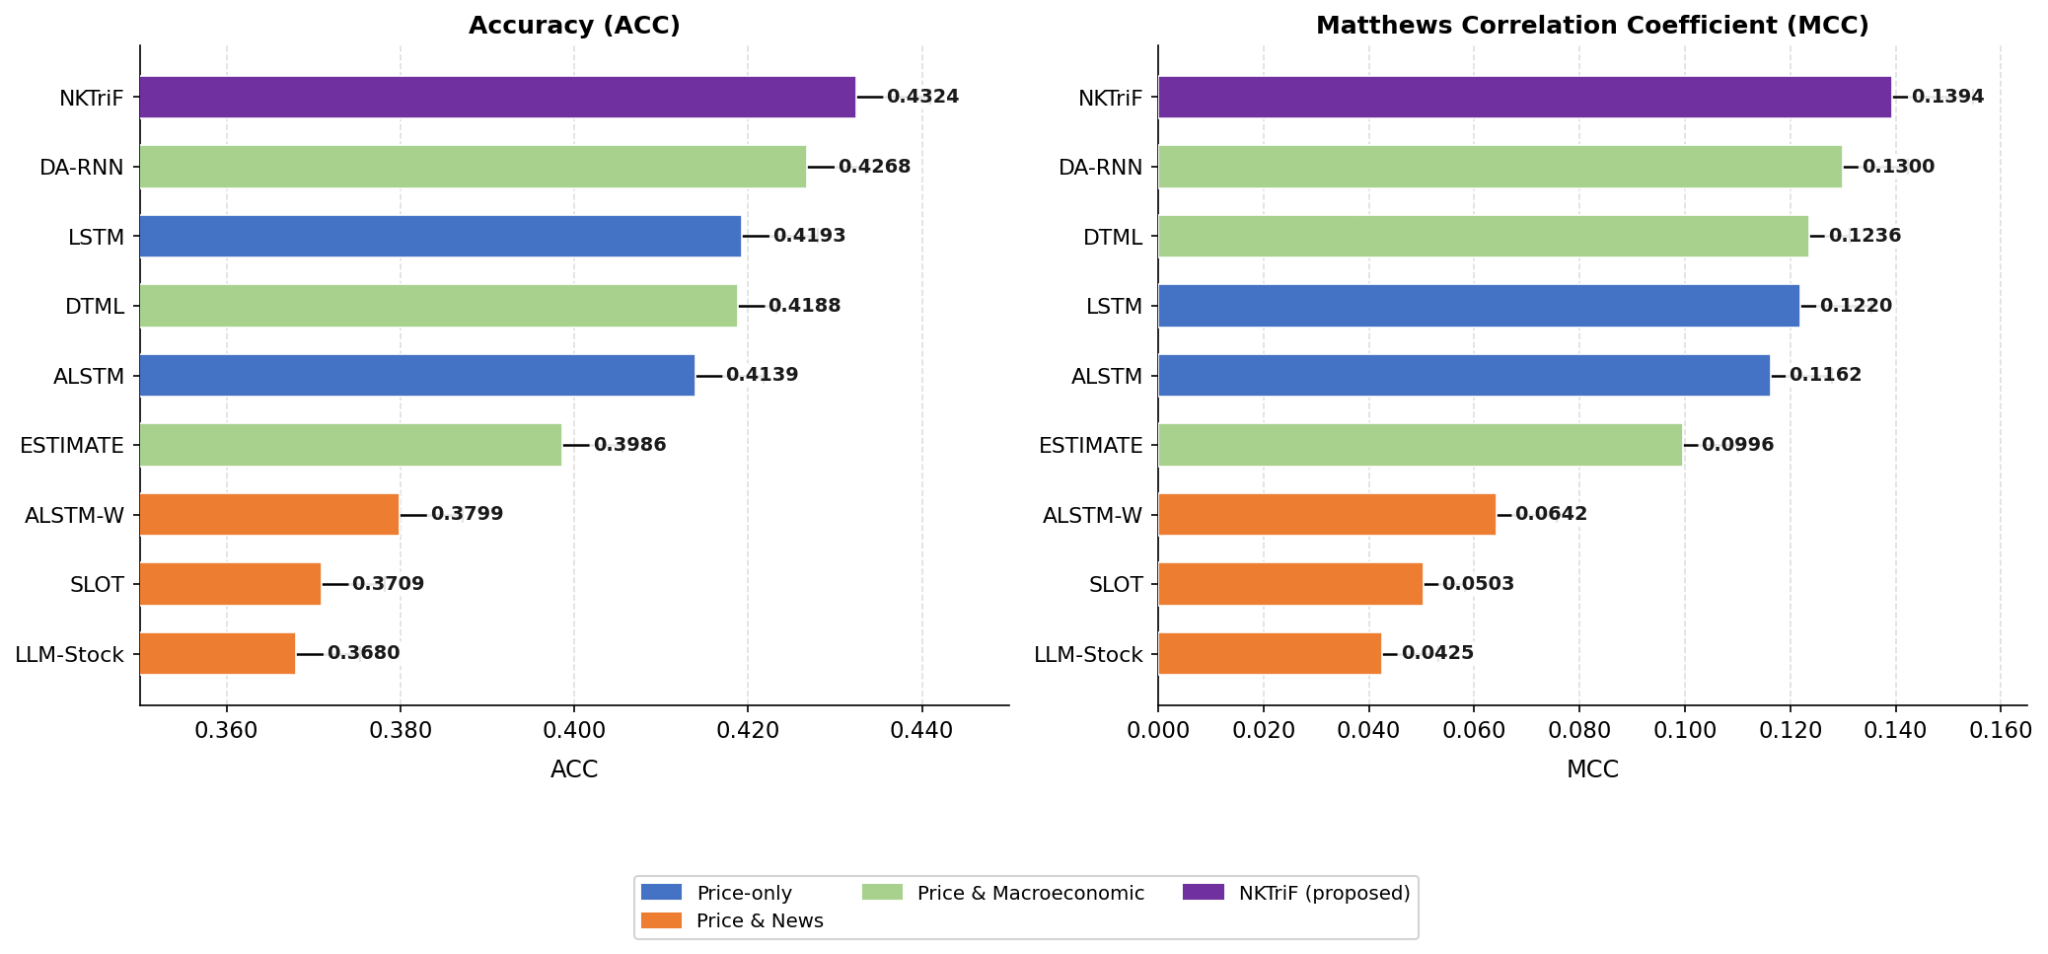 Accuracy (ACC)
NKTriF
0.4324
DA-RNN
0.4268
LSTM
0.4193
DTML
0.4188
ALSTM
0.4139
ESTIMATE
0.3986
ALSTM-W
0.3799
SLOT
0.3709
LLM-Stock
0.3680
0.360 0.380 0.400 0.420 0.440
ACC
Matthews Correlation Coefficient (MCC)
NKTriF
0.1394
DA-RNN
0.1300
DTML
0.1236
LSTM
0.1220
ALSTM
0.1162
ESTIMATE
0.0996
ALSTM-W
0.0642
SLOT
0.0503
LLM-Stock
0.0425
0.000 0.020 0.040 0.060 0.080 0.100 0.120 0.140 0.160
MCC
Price-only
Price & News
Price & Macroeconomic
NKTriF (proposed)